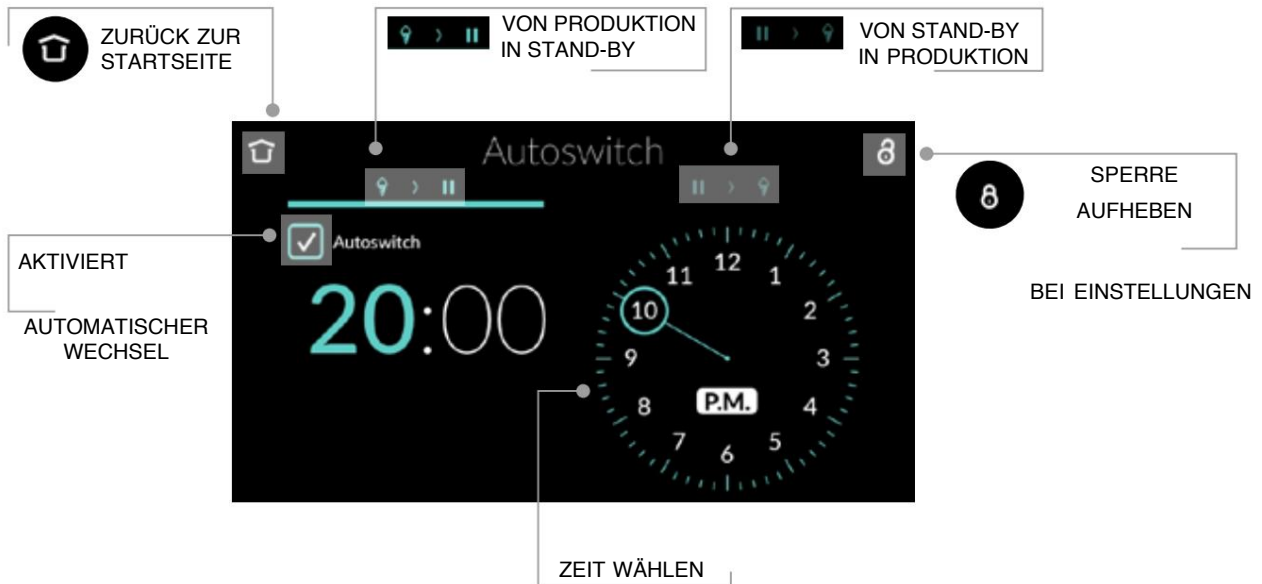 ZURÜCK ZUR
STARTSEITE
VON PRODUKTION
IN STAND-BY
VON STAND-BY
IN PRODUKTION
Autoswitch
SPERRE
AUFHEBEN
BEI EINSTELLUNGEN
AKTIVIERT
AUTOMATISCHER
WECHSEL
Autoswitch
20:00
12
1
2
3
4
5
6
7
8
9
10
11
P.M.
ZEIT WÄHLEN